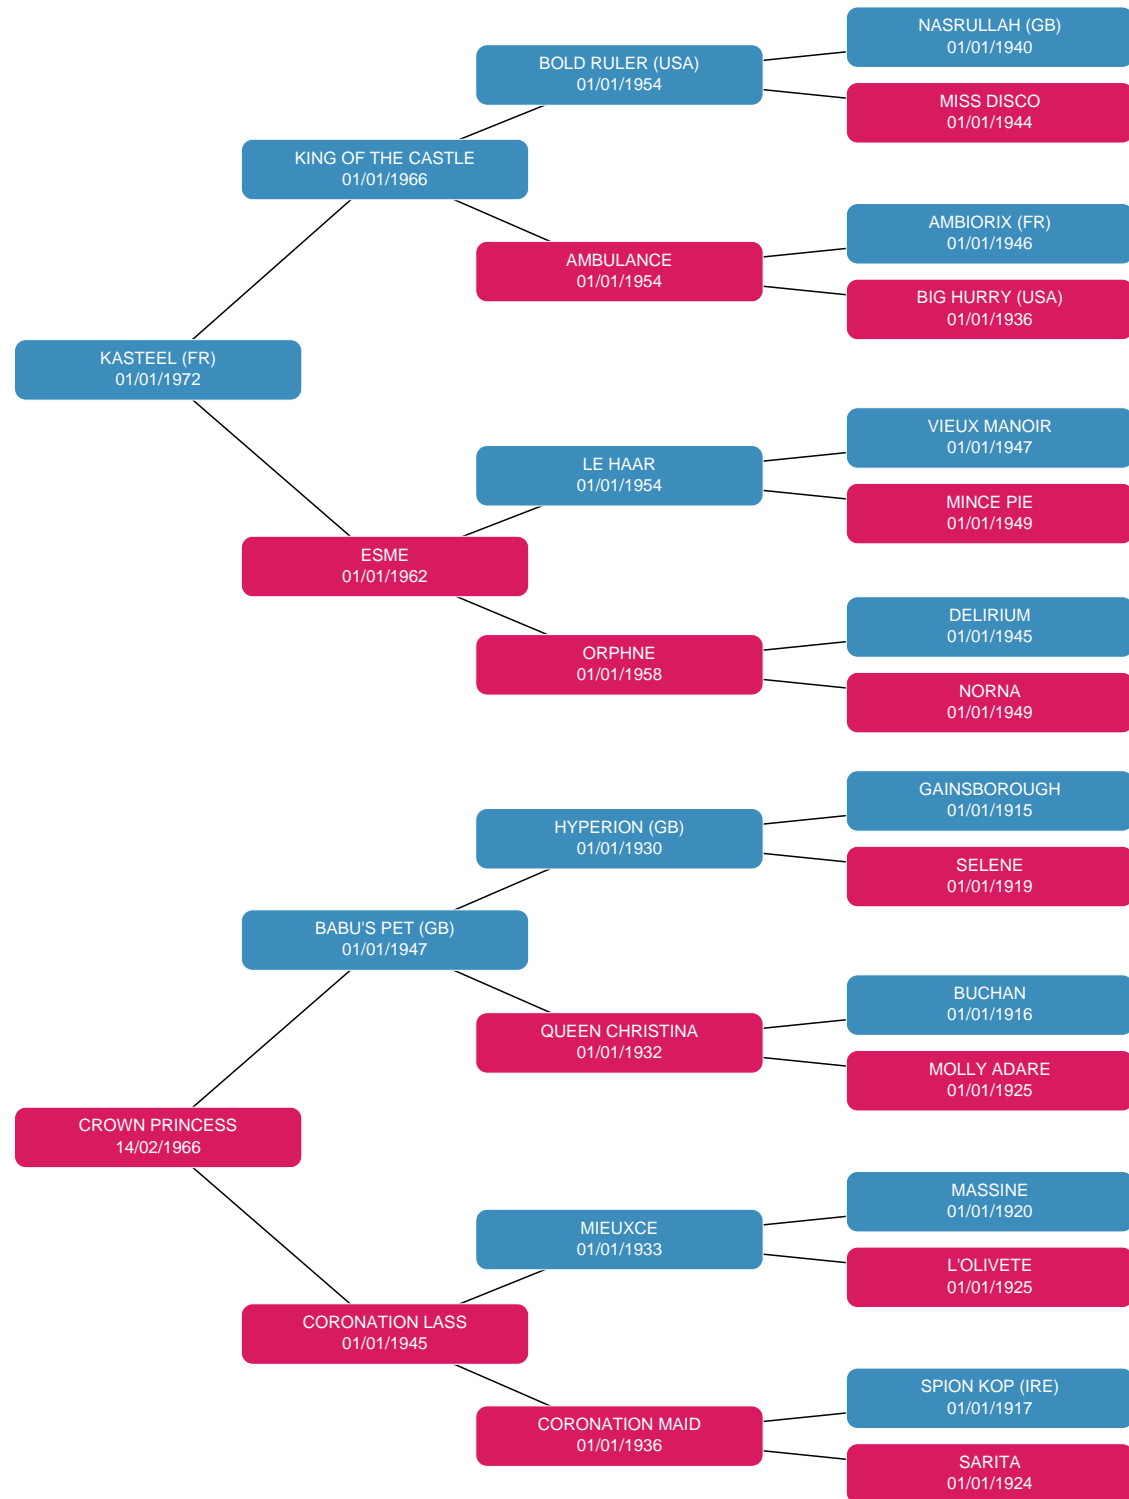 NASRULLAH (GB)
01/01/1940
BOLD RULER (USA)
01/01/1954
MISS DISCO
01/01/1944
KING OF THE CASTLE
01/01/1966
AMBIORIX (FR)
01/01/1946
AMBULANCE
01/01/1954
BIG HURRY (USA)
01/01/1936
KASTEEL (FR)
01/01/1972
VIEUX MANOIR
01/01/1947
LE HAAR
01/01/1954
MINCE PIE
01/01/1949
ESME
01/01/1962
DELIRIUM
01/01/1945
ORPHNE
01/01/1958
NORNA
01/01/1949
GAINSBOROUGH
01/01/1915
HYPERION (GB)
01/01/1930
SELENE
01/01/1919
BABU'S PET (GB)
01/01/1947
BUCHAN
01/01/1916
QUEEN CHRISTINA
01/01/1932
MOLLY ADARE
01/01/1925
CROWN PRINCESS
14/02/1966
MASSINE
01/01/1920
MIEUXCE
01/01/1933
L'OLIVETE
01/01/1925
CORONATION LASS
01/01/1945
SPION KOP (IRE)
01/01/1917
CORONATION MAID
01/01/1936
SARITA
01/01/1924